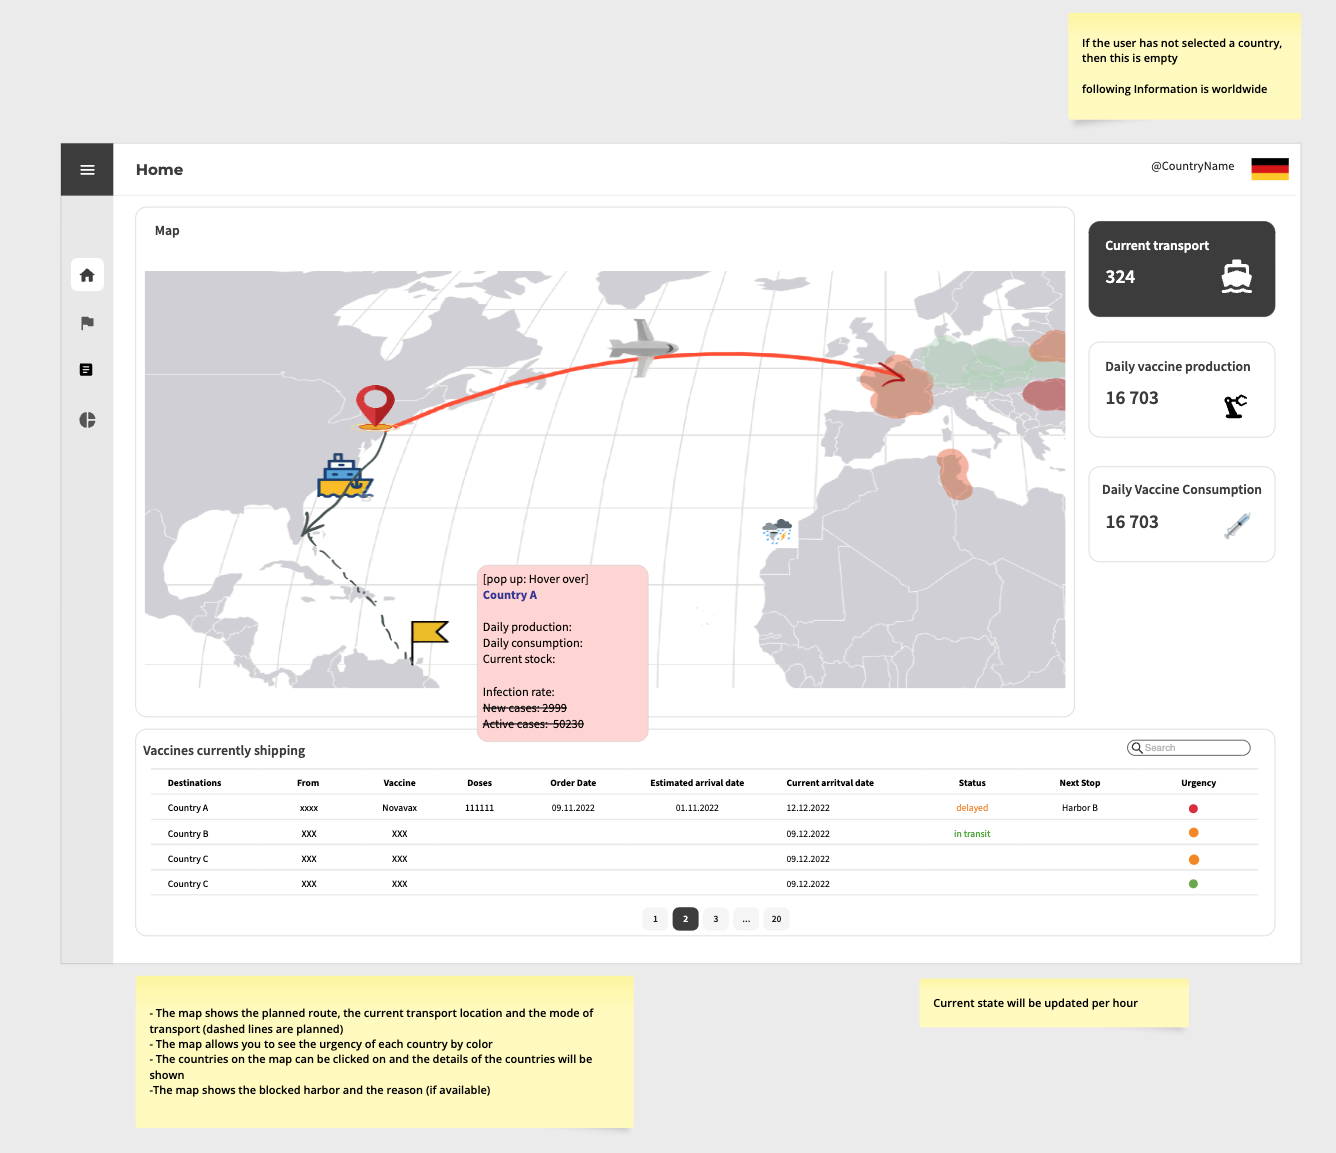 If the user has not selected a country,
then this is empty
following Information is worldwide
Home
@CountryName
Map
Current transport
324
Daily vaccine production
16 703
Daily Vaccine Consumption
16 703
[pop up: Hover over]
Country A
Daily production:
Daily consumption:
Current stock:
Infection rate:
New cases: 2999
Active cases: 50230
Vaccines currently shipping
Search
Destinations From Vaccine Doses Order Date Estimated arrival date Current arritval date Status Next Stop Urgency
Country A xxxx Novavax 111111 09.11.2022 01.11.2022 12.12.2022 delayed Harbor B
Country B XXX XXX 09.12.2022 in transit
Country C XXX XXX 09.12.2022
Country C XXX XXX 09.12.2022
1 2 3 ... 20
- The map shows the planned route, the current transport location and the mode of
transport (dashed lines are planned)
- The map allows you to see the urgency of each country by color
- The countries on the map can be clicked on and the details of the countries will be
shown
-The map shows the blocked harbor and the reason (if available)
Current state will be updated per hour